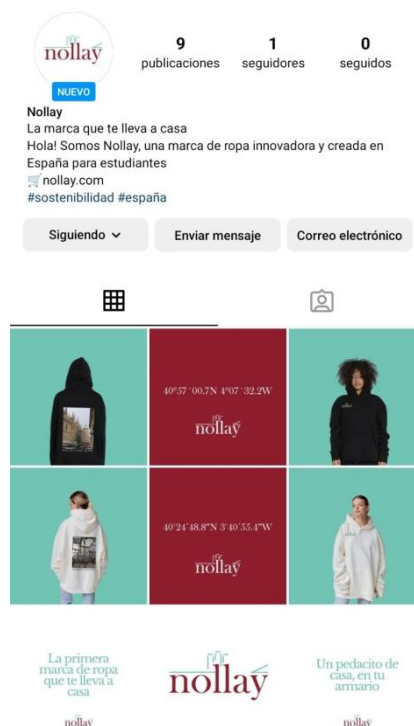 nollay
9
1
0
publicaciones
seguidores
seguidos
NUEVO
Nollay
La marca que te lleva a casa
Hola! Somos Nollay, una marca de ropa innovadora y creada en
España para estudiantes
nollay.com
#sostenibilidad #españa
Siguiendo
Enviar mensaje
Correo electrónico
40°57´00.7N 4°07´32.2W
nollay
40°24´48.8"N 3°40´55.4"W
nollay
La primera
marca de ropa
que te lleva a
casa
nollay
nollay
Un pedacito de
casa, en tu
armario
nollay